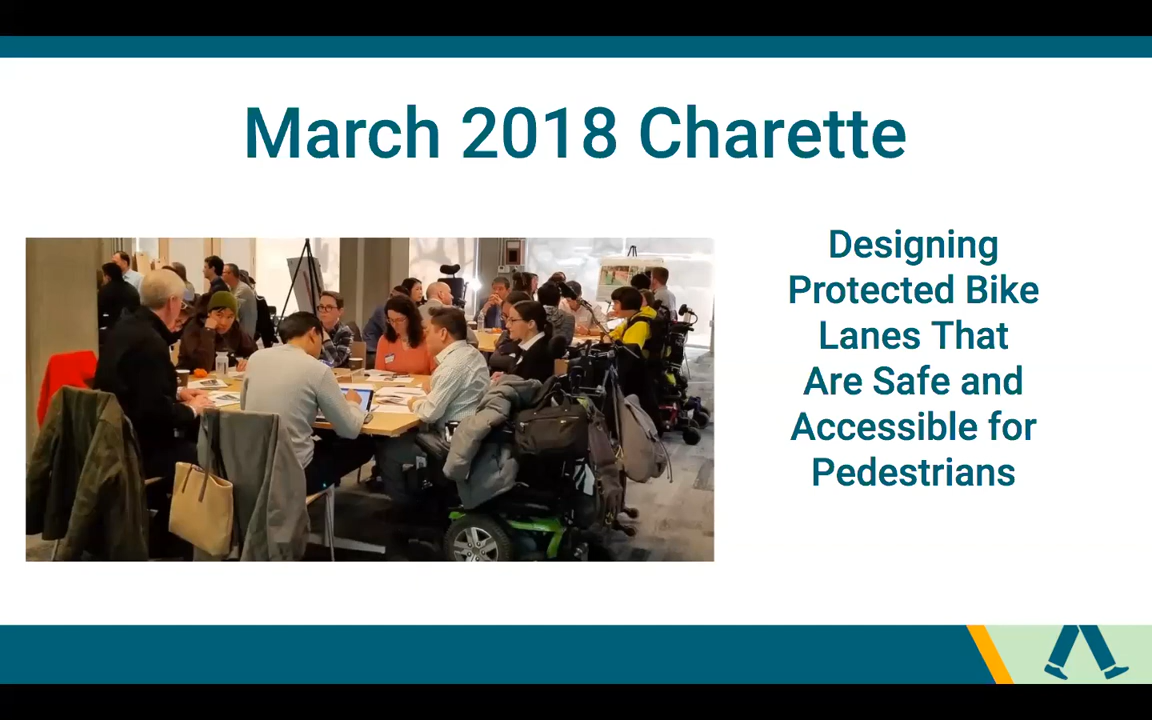 March 2018 Charette
Designing
Protected Bike
Lanes That
Are Safe and
Accessible for
Pedestrians